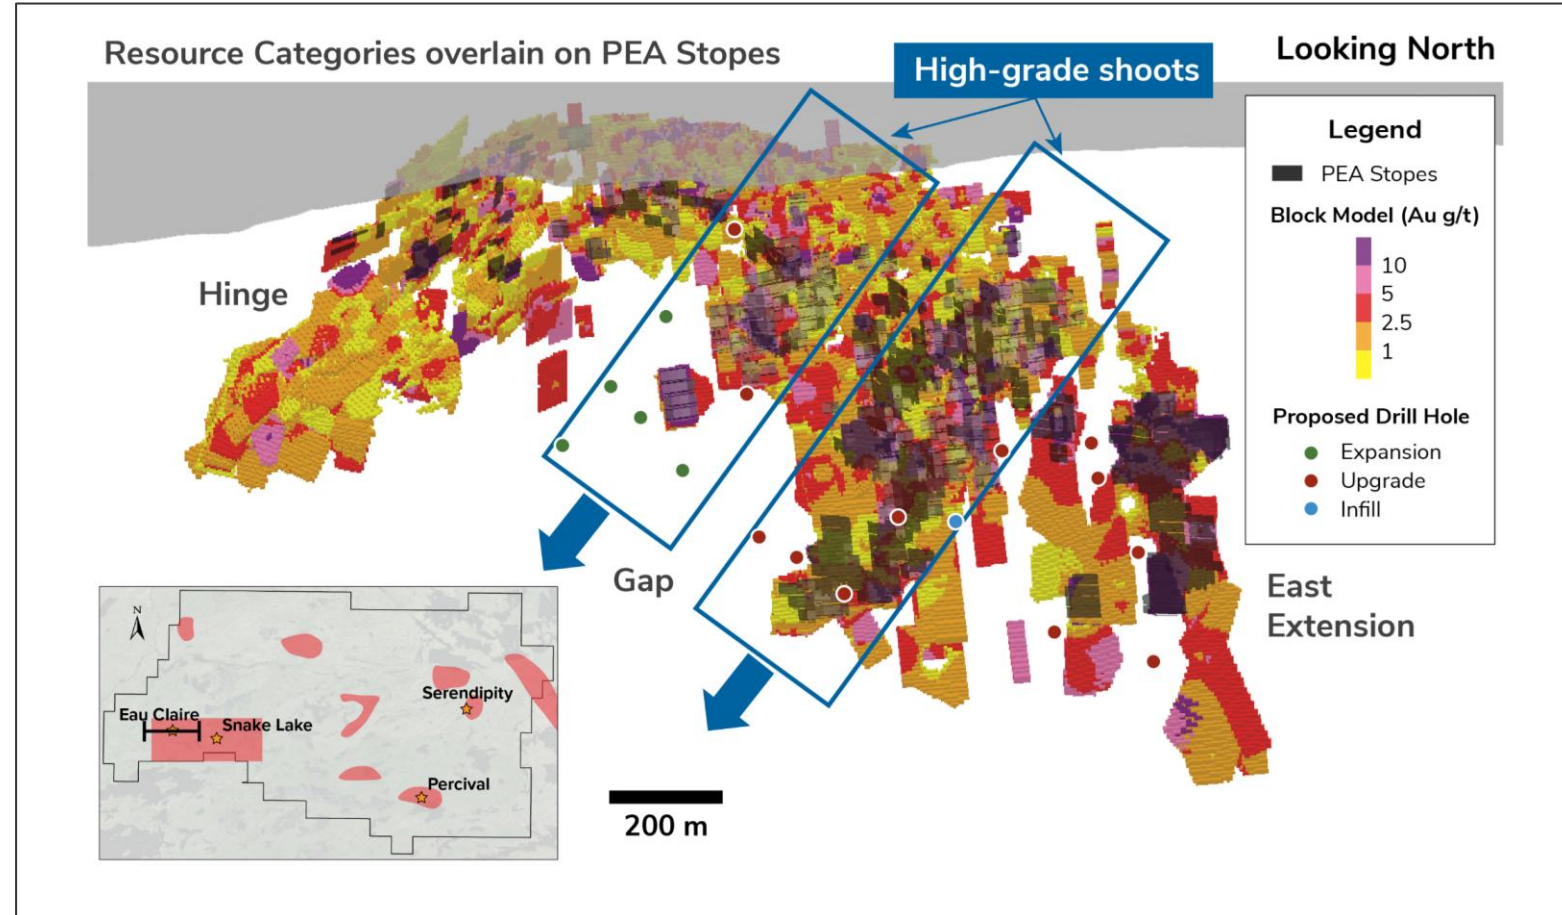 Resource Categories overlain on PEA Stopes
High-grade shoots
Looking North
Legend
PEA Stopes
Block Model (Au g/t)
10
5
2.5
1
Proposed Drill Hole
Expansion
Upgrade
Infill
Hinge
Gap
East
Extension
N
Eau Claire
Snake Lake
Serendipity
Percival
200 m